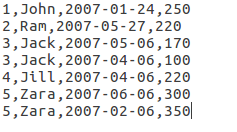 1,John,2007-01-24,250
2,Ram,2007-05-27,220
3,Jack,2007-05-06,170
3,Jack,2007-04-06,100
4,Jill,2007-04-06,220
5,Zara,2007-06-06,300
5,Zara,2007-02-06,350